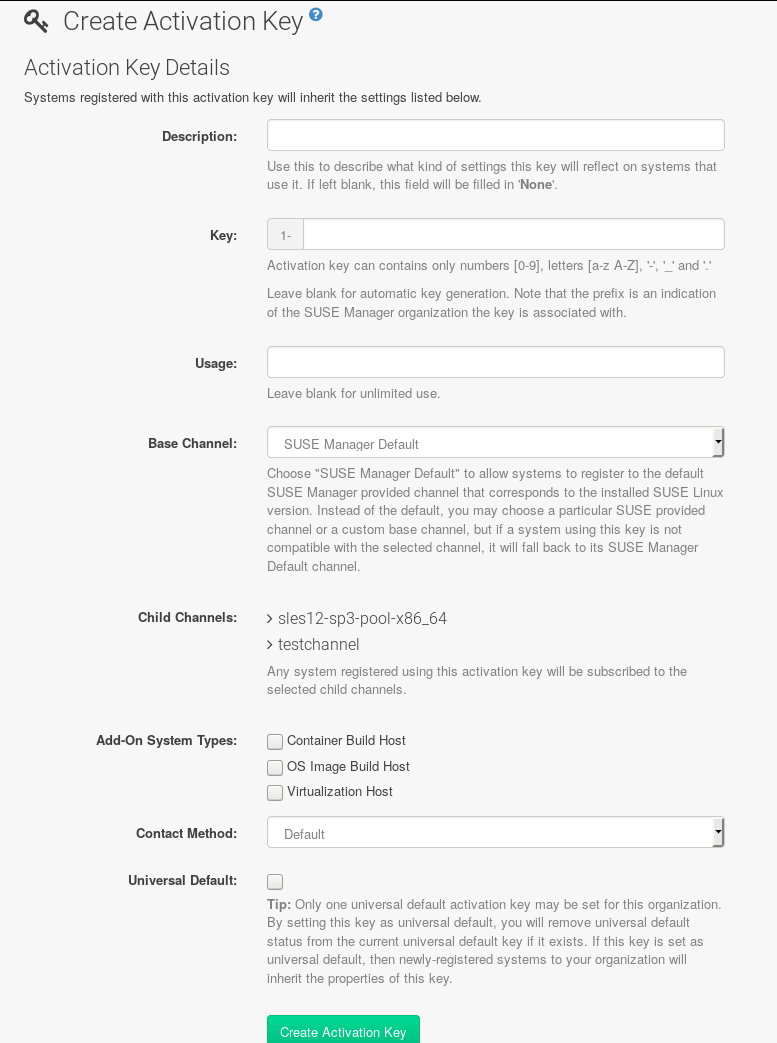 Create Activation Key ?
Activation Key Details
Systems registered with this activation key will inherit the settings listed below.
Description:
Use this to describe what kind of settings this key will reflect on systems that
use it. If left blank, this field will be filled in 'None'.
Key:
1-
Activation key can contains only numbers [0-9], letters [a-z A-Z], '-', '_' and '.'
Leave blank for automatic key generation. Note that the prefix is an indication
of the SUSE Manager organization the key is associated with.
Usage:
Leave blank for unlimited use.
Base Channel:
SUSE Manager Default
Choose "SUSE Manager Default" to allow systems to register to the default
SUSE Manager provided channel that corresponds to the installed SUSE Linux
version. Instead of the default, you may choose a particular SUSE provided
channel or a custom base channel, but if a system using this key is not
compatible with the selected channel, it will fall back to its SUSE Manager
Default channel.
Child Channels:
> sles12-sp3-pool-x86_64
> testchannel
Any system registered using this activation key will be subscribed to the
selected child channels.
Add-On System Types:
Container Build Host
OS Image Build Host
Virtualization Host
Contact Method:
Default
Universal Default:
Tip: Only one universal default activation key may be set for this organization.
By setting this key as universal default, you will remove universal default
status from the current universal default key if it exists. If this key is set as
universal default, then newly-registered systems to your organization will
inherit the properties of this key.
Create Activation Key